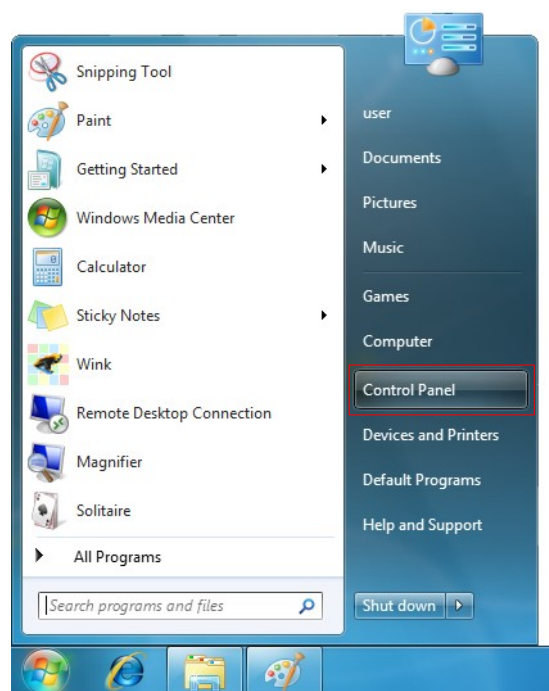 Snipping Tool
Paint
Getting Started
Windows Media Center
Calculator
Sticky Notes
Wink
Remote Desktop Connection
Magnifier
Solitaire
All Programs
Search programs and files
user
Documents
Pictures
Music
Games
Computer
Control Panel
Devices and Printers
Default Programs
Help and Support
Shut down